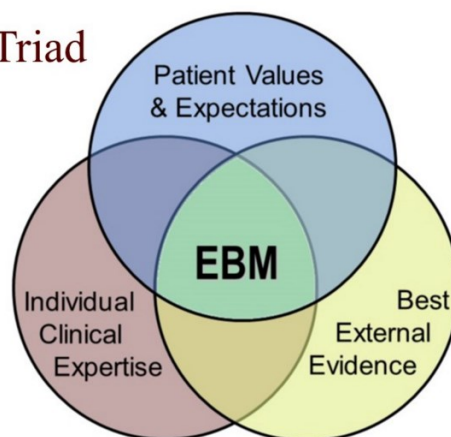 Triad
Patient Values
& Expectations
EBM
Individual
Clinical
Expertise
Best
External
Evidence